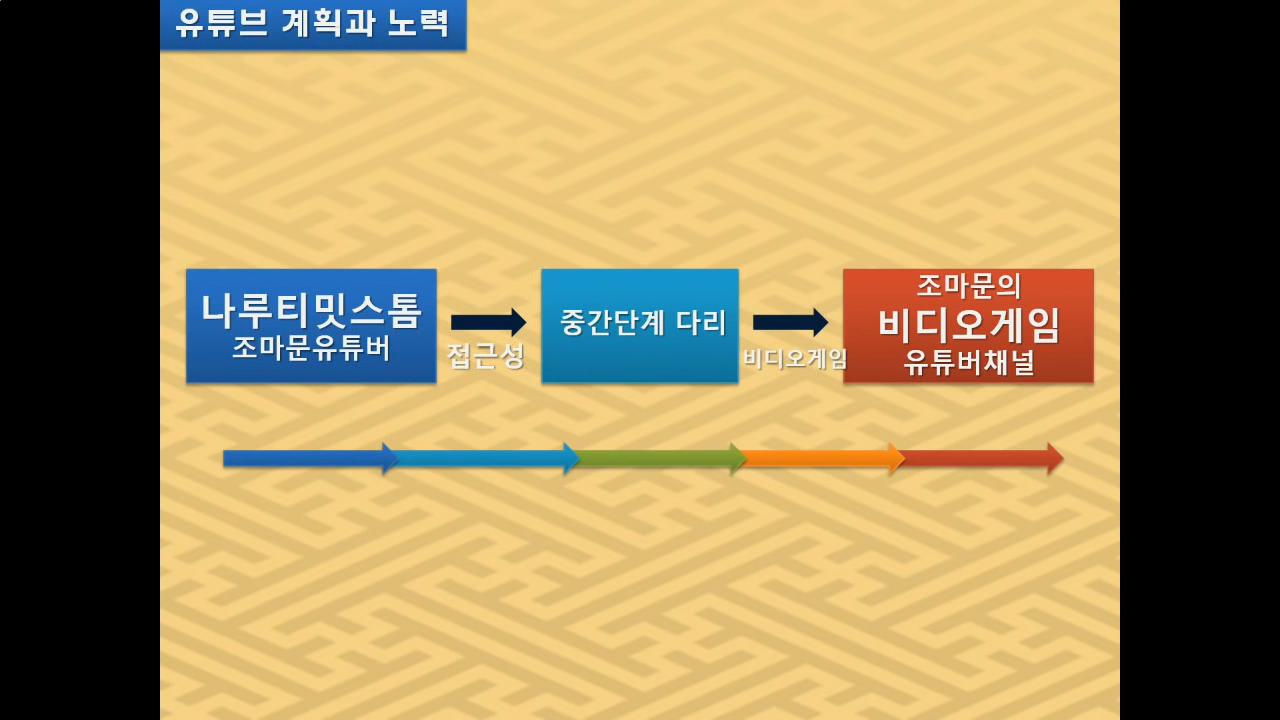 유튜브 계획과 노력
나루티밋스톰
조마문유튜버
접근성
중간단계 다리
비디오게임
조마문의
비디오게임
유튜버채널